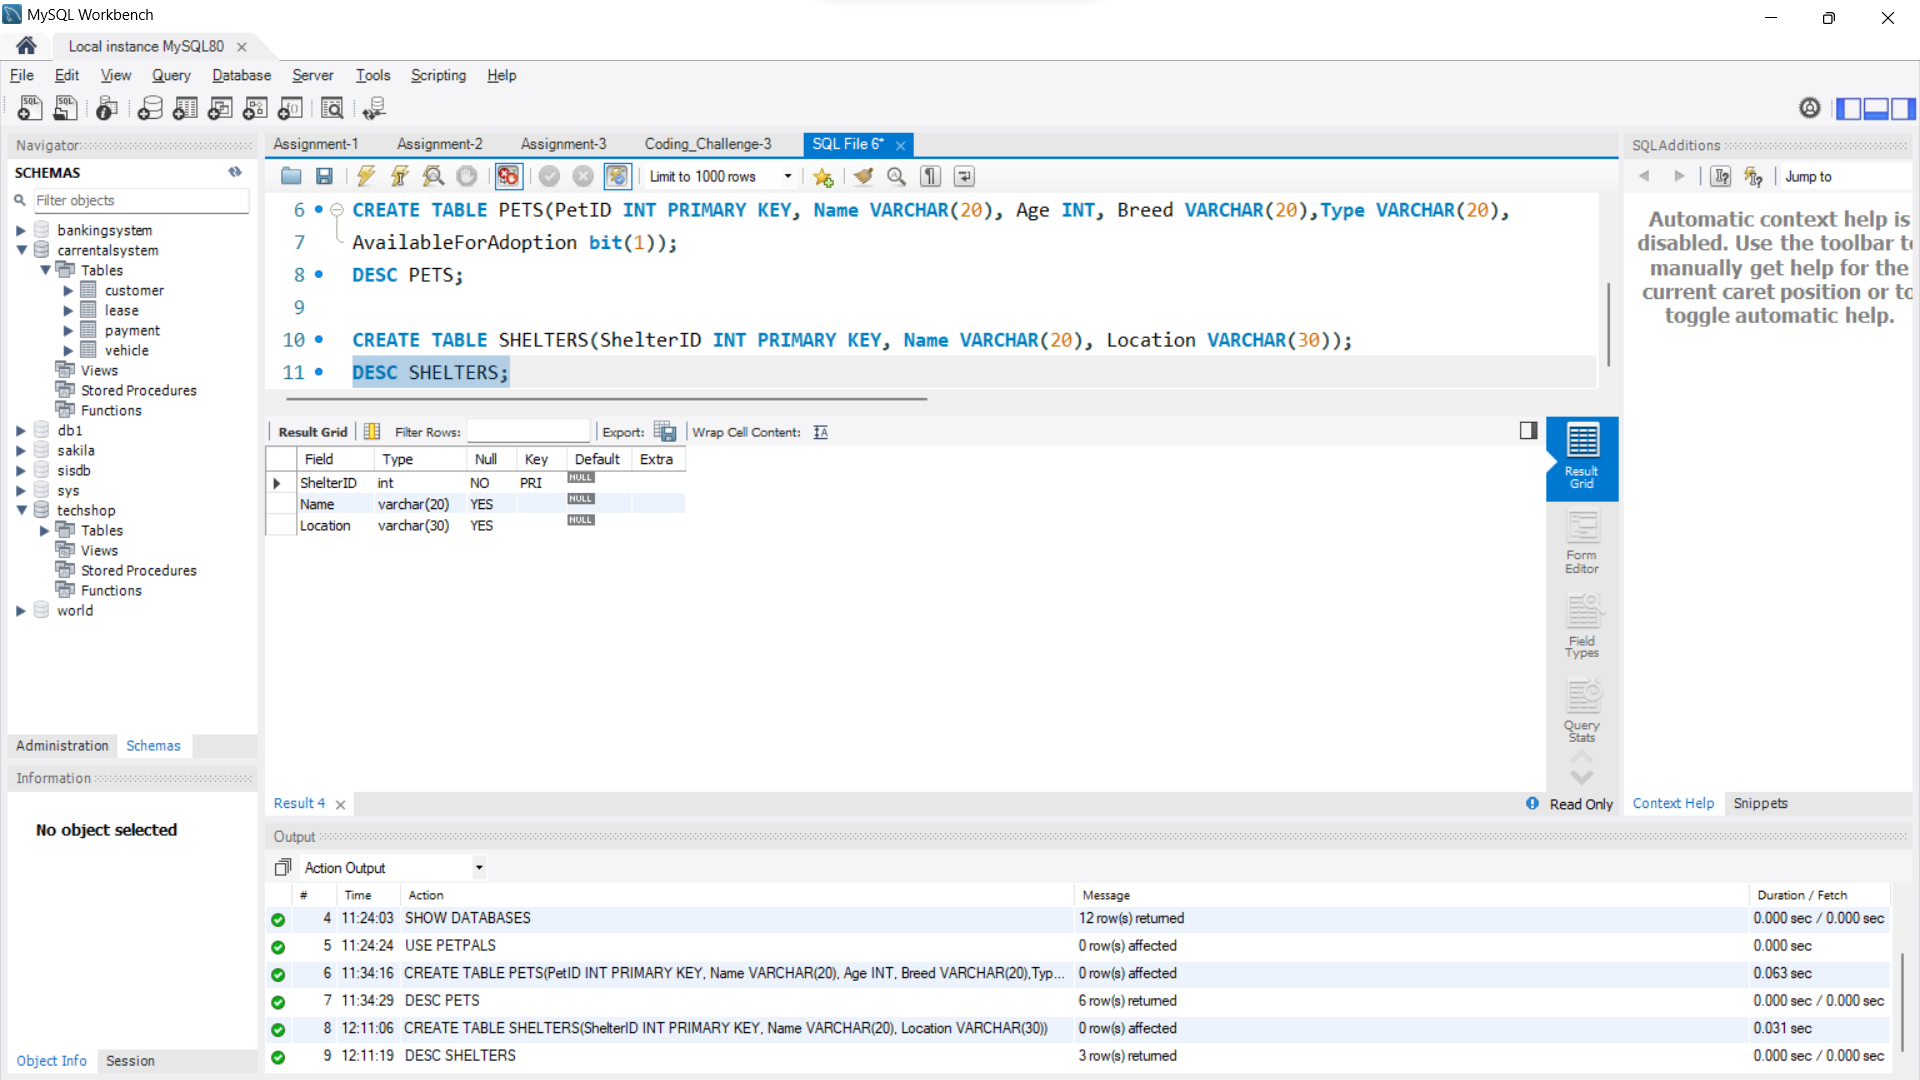 MySQL Workbench
Local instance MySQL80
File Edit View Query Database Server Tools Scripting Help
Navigator
SCHEMAS
Filter objects
bankingsystem
carrentalsystem
Tables
customer
lease
payment
vehicle
Views
Stored Procedures
Functions
db1
sakila
sisdb
sys
techshop
Tables
Views
Stored Procedures
Functions
world
Administration Schemas
Information
No object selected
Object Info Session
Assignment-1 Assignment-2 Assignment-3 Coding_Challenge-3 SQL File 6*
Limit to 1000 rows
6 CREATE TABLE PETS(PetID INT PRIMARY KEY, Name VARCHAR(20), Age INT, Breed VARCHAR(20),Type VARCHAR(20),
7 AvailableForAdoption bit(1));
8 DESC PETS;
9
10 CREATE TABLE SHELTERS(ShelterID INT PRIMARY KEY, Name VARCHAR(20), Location VARCHAR(30));
11 DESC SHELTERS;
Result Grid Filter Rows: Export: Wrap Cell Content:
Field Type Null Key Default Extra
ShelterID int NO PRI NULL
Name varchar(20) YES NULL
Location varchar(30) YES NULL
Result Grid
Form Editor
Field Types
Query Stats
Result 4
Read Only
SQLAdditions
Jump to
Automatic context help is
disabled. Use the toolbar to
manually get help for the
current caret position or to
toggle automatic help.
Context Help Snippets
Output
Action Output
# Time Action Message Duration / Fetch
4 11:24:03 SHOW DATABASES 12 row(s) returned 0.000 sec / 0.000 sec
5 11:24:24 USE PETPALS 0 row(s) affected 0.000 sec
6 11:34:16 CREATE TABLE PETS(PetID INT PRIMARY KEY, Name VARCHAR(20), Age INT, Breed VARCHAR(20),Typ... 0 row(s) affected 0.063 sec
7 11:34:29 DESC PETS 6 row(s) returned 0.000 sec / 0.000 sec
8 12:11:06 CREATE TABLE SHELTERS(ShelterID INT PRIMARY KEY, Name VARCHAR(20), Location VARCHAR(30)) 0 row(s) affected 0.031 sec
9 12:11:19 DESC SHELTERS 3 row(s) returned 0.000 sec / 0.000 sec